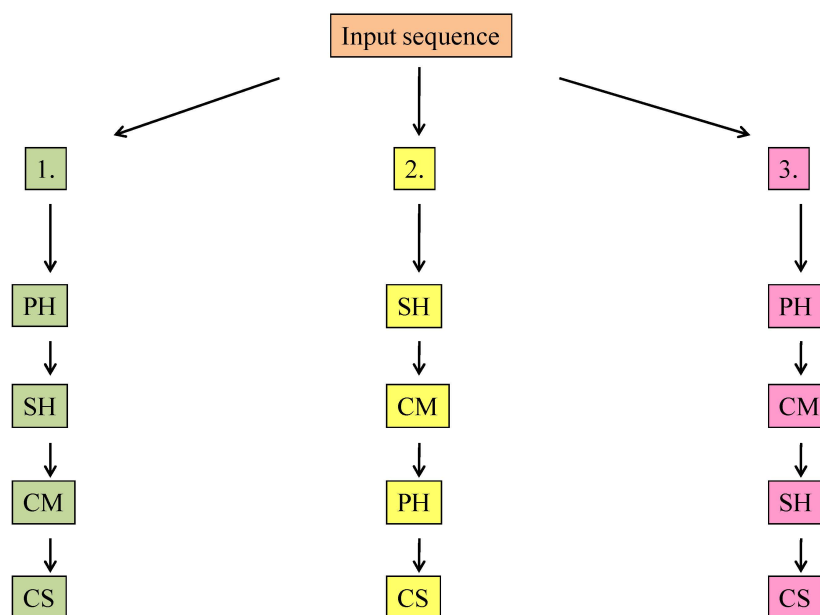 Input sequence
1.
2.
3.
PH
SH
PH
SH
CM
CM
CM
PH
SH
CS
CS
CS